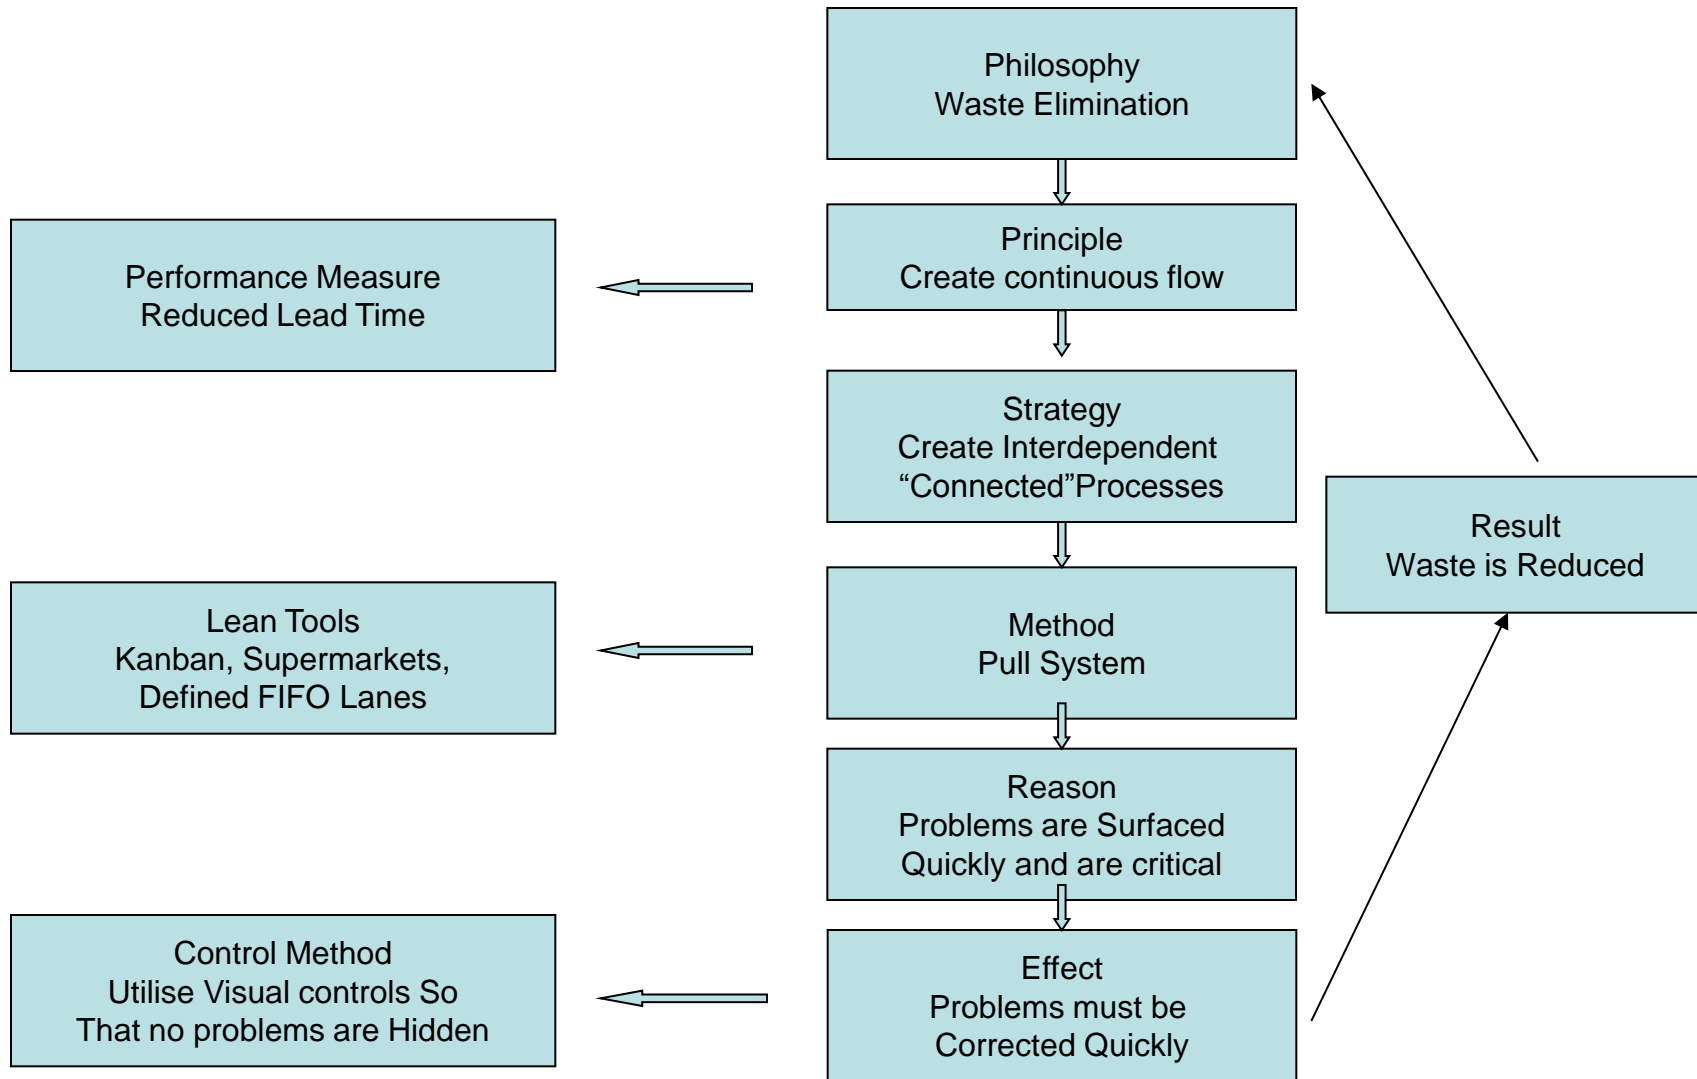 Philosophy
Waste Elimination
Principle
Create continuous flow
Performance Measure
Reduced Lead Time
Strategy
Create Interdependent
“Connected”Processes
Result
Waste is Reduced
Method
Pull System
Lean Tools
Kanban, Supermarkets,
Defined FIFO Lanes
Reason
Problems are Surfaced
Quickly and are critical
Effect
Problems must be
Corrected Quickly
Control Method
Utilise Visual controls So
That no problems are Hidden